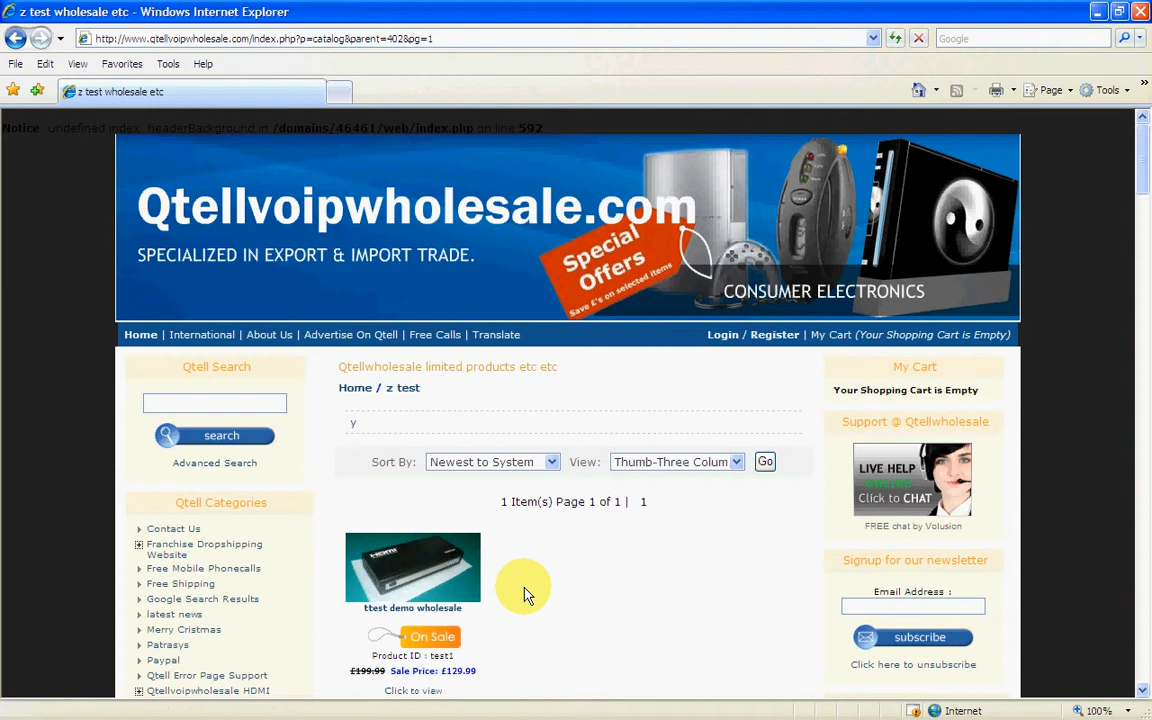 z test wholesale etc - Windows Internet Explorer
http://www.qtellvoipwholesale.com/index.php?p=catalog&parent=402&pg=1
Google
File Edit View Favorites Tools Help
z test wholesale etc
Page Tools
Notice undefined index: headerBackground in /domains/46461/web/index.php on line 592
Qtellvoipwholesale.com
SPECIALIZED IN EXPORT & IMPORT TRADE.
Special
Offers
Save £'s on selected items
CONSUMER ELECTRONICS
Home | International | About Us | Advertise On Qtell | Free Calls | Translate
Login / Register | My Cart (Your Shopping Cart is Empty)
Qtell Search
search
Advanced Search
Qtell Categories
Contact Us
Franchise Dropshipping
Website
Free Mobile Phonecalls
Free Shipping
Google Search Results
latest news
Merry Cristmas
Patrasys
Paypal
Qtell Error Page Support
Qtellvoipwholesale HDMI
Qtellwholesale limited products etc etc
Home / z test
y
Sort By: Newest to System View: Thumb-Three Colum Go
1 Item(s) Page 1 of 1 | 1
HDMI
ttest demo wholesale
On Sale
Product ID : test1
£199.99 Sale Price: £129.99
Click to view
My Cart
Your Shopping Cart is Empty
Support @ Qtellwholesale
LIVE HELP
ONLINE
Click to CHAT
FREE chat by Volusion
Signup for our newsletter
Email Address :
subscribe
Click here to unsubscribe
Internet
100%